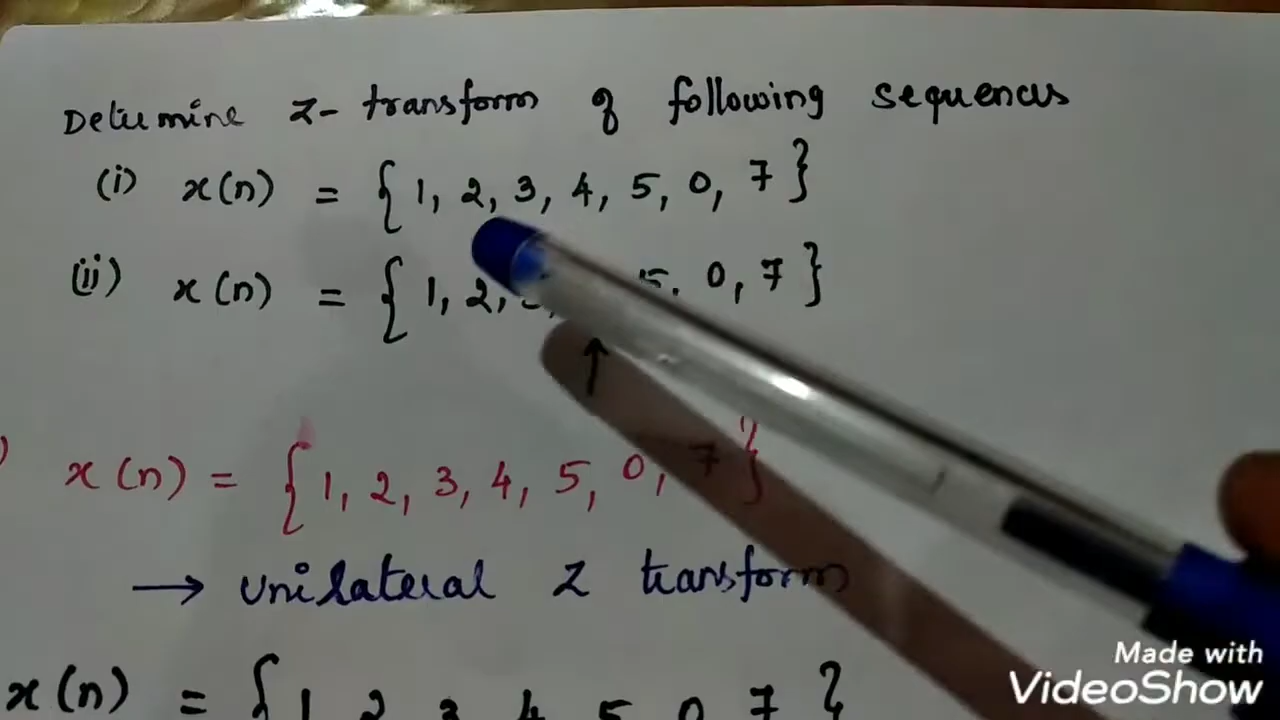 Determine z-transform of following sequences
(i) x(n) = { 1, 2, 3, 4, 5, 0, 7 }
(ii) x(n) = { 1, 2, 5, 0, 7 }
↑
) x(n) = { 1, 2, 3, 4, 5, 0, 7 }
→ unilateral z transform
x(n) = { 1 2 3 4 5 0 7 }
Made with
VideoShow